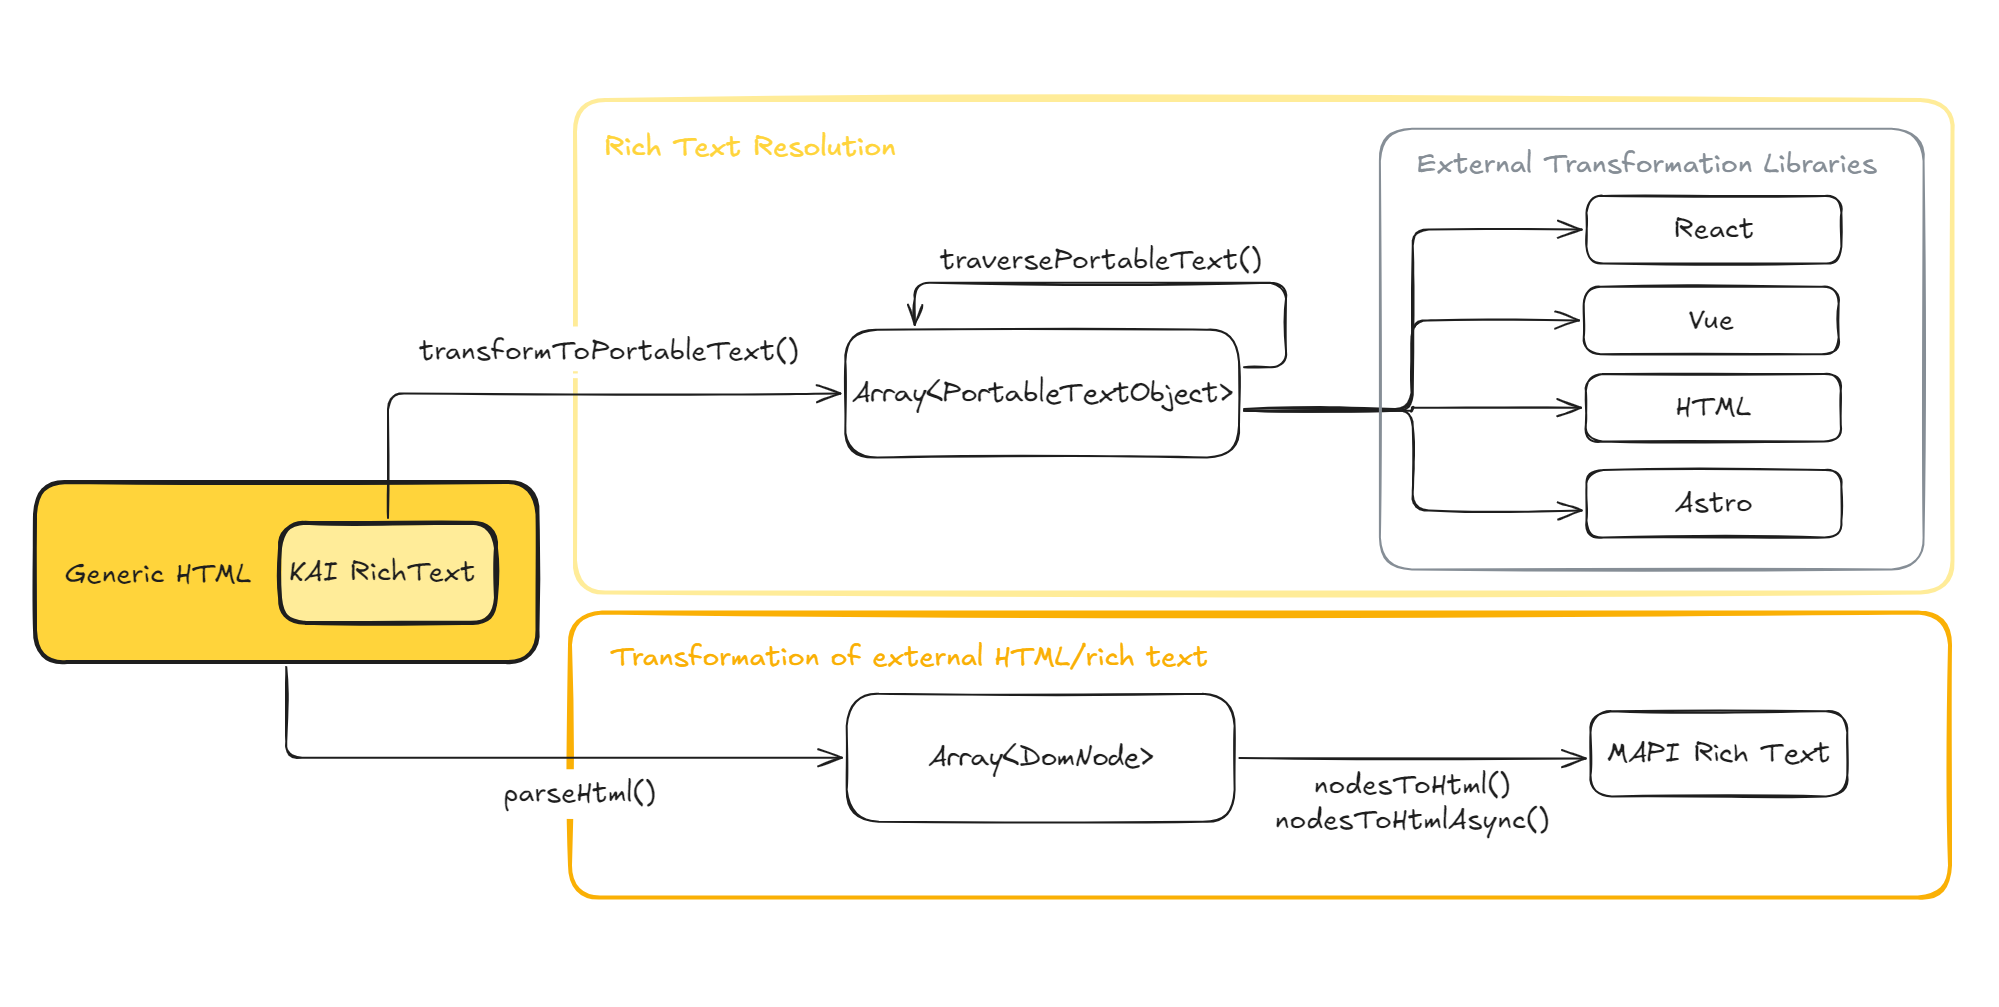 Rich Text Resolution
External Transformation Libraries
React
traversePortableText()
Vue
transformToPortableText()
Array<PortableTextObject>
HTML
Astro
Generic HTML
KAI RichText
Transformation of external HTML/rich text
Array<DomNode>
MAPI Rich Text
parseHtml()
nodesToHtml()
nodesToHtmlAsync()